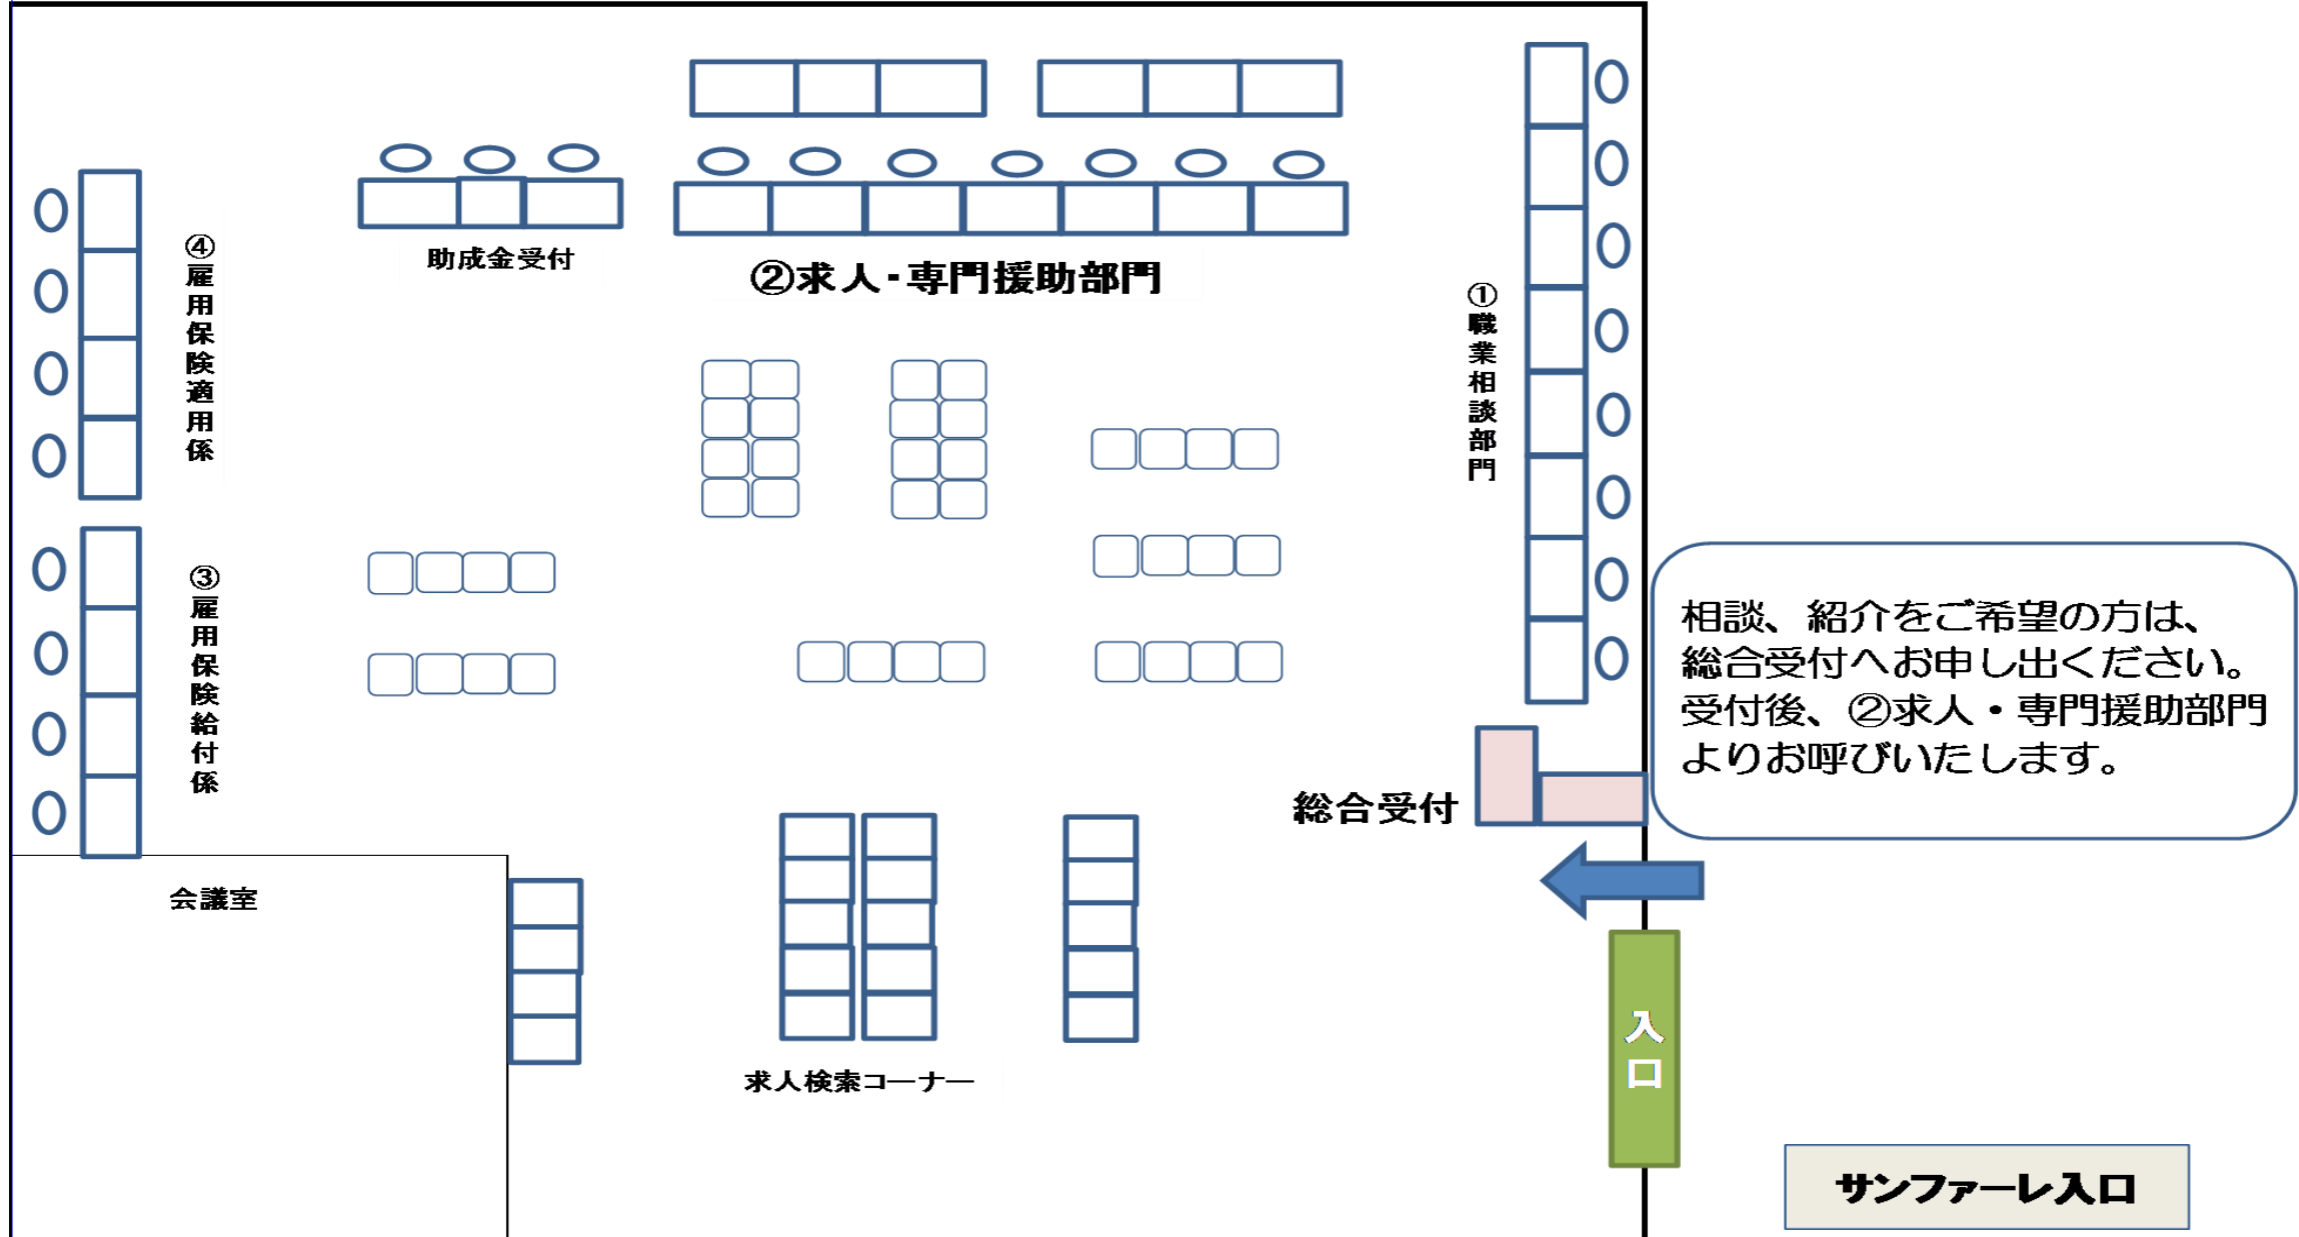 助成金受付
②求人・専門援助部門
④雇用保険適用係
①職業相談部門
③雇用保険給付係
相談、紹介をご希望の方は、
総合受付へお申し出ください。
受付後、②求人・専門援助部門
よりお呼びいたします。
総合受付
会議室
求人検索コーナー
入口
サンファーレ入口